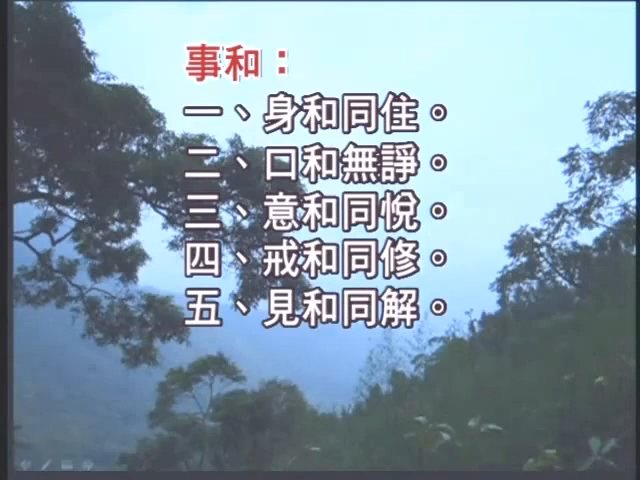 事和：
一、身和同住。
二、口和無諍。
三、意和同悅。
四、戒和同修。
五、見和同解。